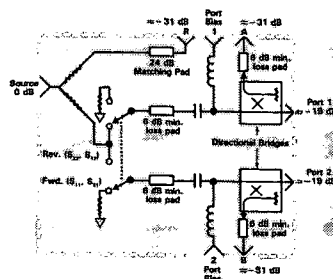 ≈ -31 dB
R
Port
Bias
1
≈ -31 dB
A
Source
0 dB
24 dB
Matching Pad
6 dB min.
loss pad
6 dB min.
loss pad
Port 1
≈ -19 dB
Rev. (S₂₂, S₁₂)
Directional Bridges
Fwd. (S₁₁, S₂₁)
6 dB min.
loss pad
Port 2
≈ -19 dB
6 dB min.
loss pad
2
Port
Bias
B
≈ -31 dB